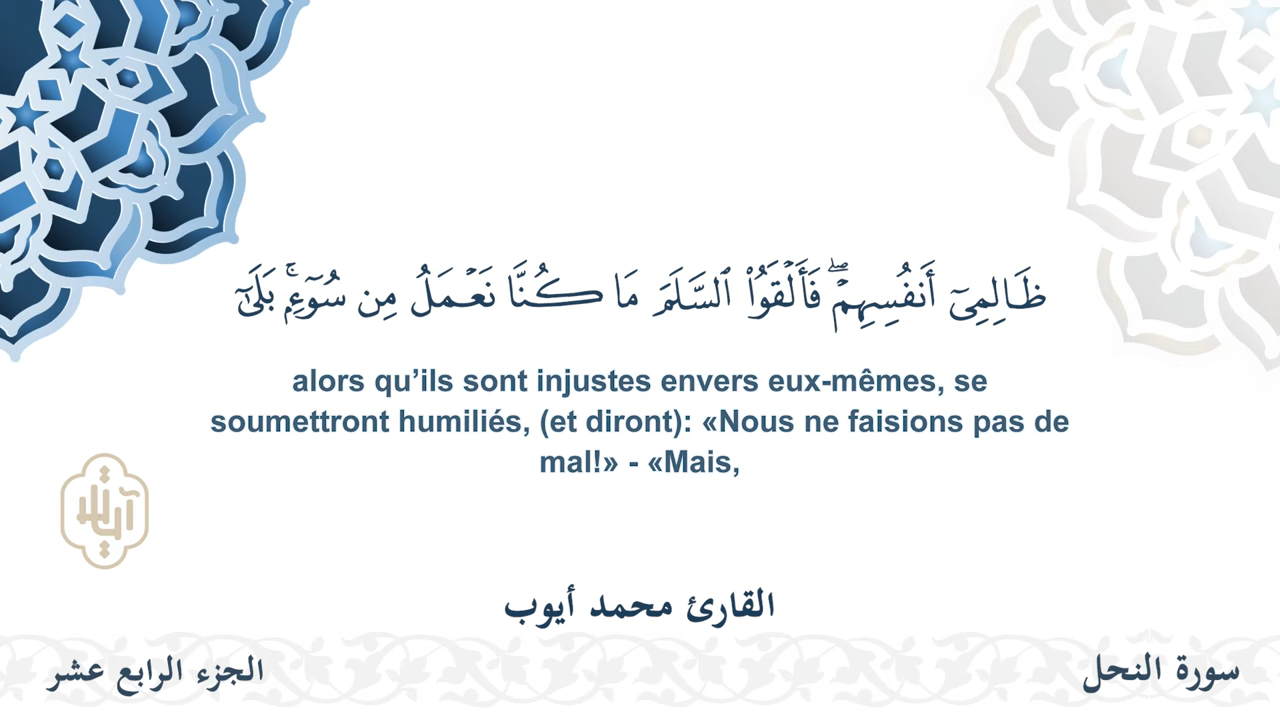 ظَالِمِىٓ أَنفُسِهِمْ ۖ فَأَلْقَوُا۟ ٱلسَّلَمَ مَا كُنَّا نَعْمَلُ مِن سُوٓءٍۭ ۚ بَلَىٰٓ
alors qu’ils sont injustes envers eux-mêmes, se
soumettront humiliés, (et diront): «Nous ne faisions pas de
mal!» - «Mais,
القارئ محمد أيوب
سورة النحل
الجزء الرابع عشر